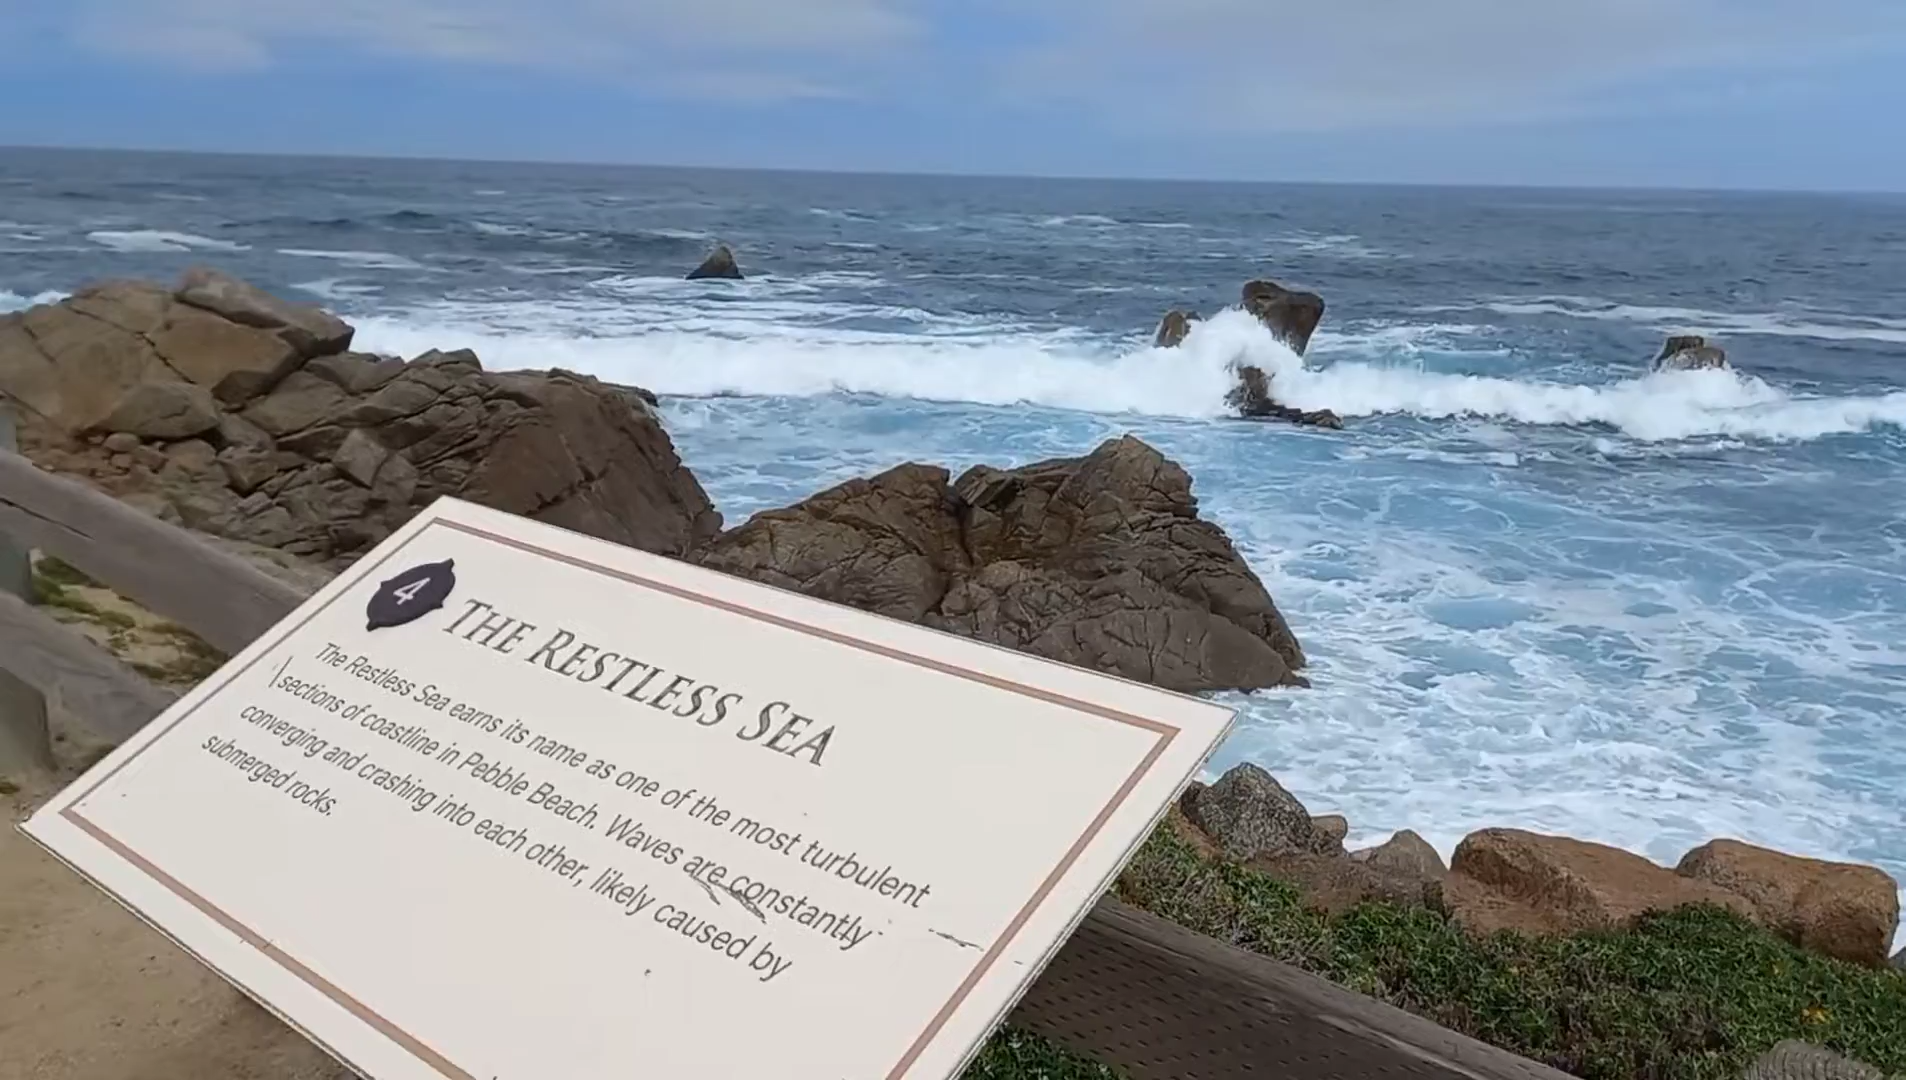 4
THE RESTLESS SEA
The Restless Sea earns its name as one of the most turbulent
sections of coastline in Pebble Beach. Waves are constantly
converging and crashing into each other, likely caused by
submerged rocks.